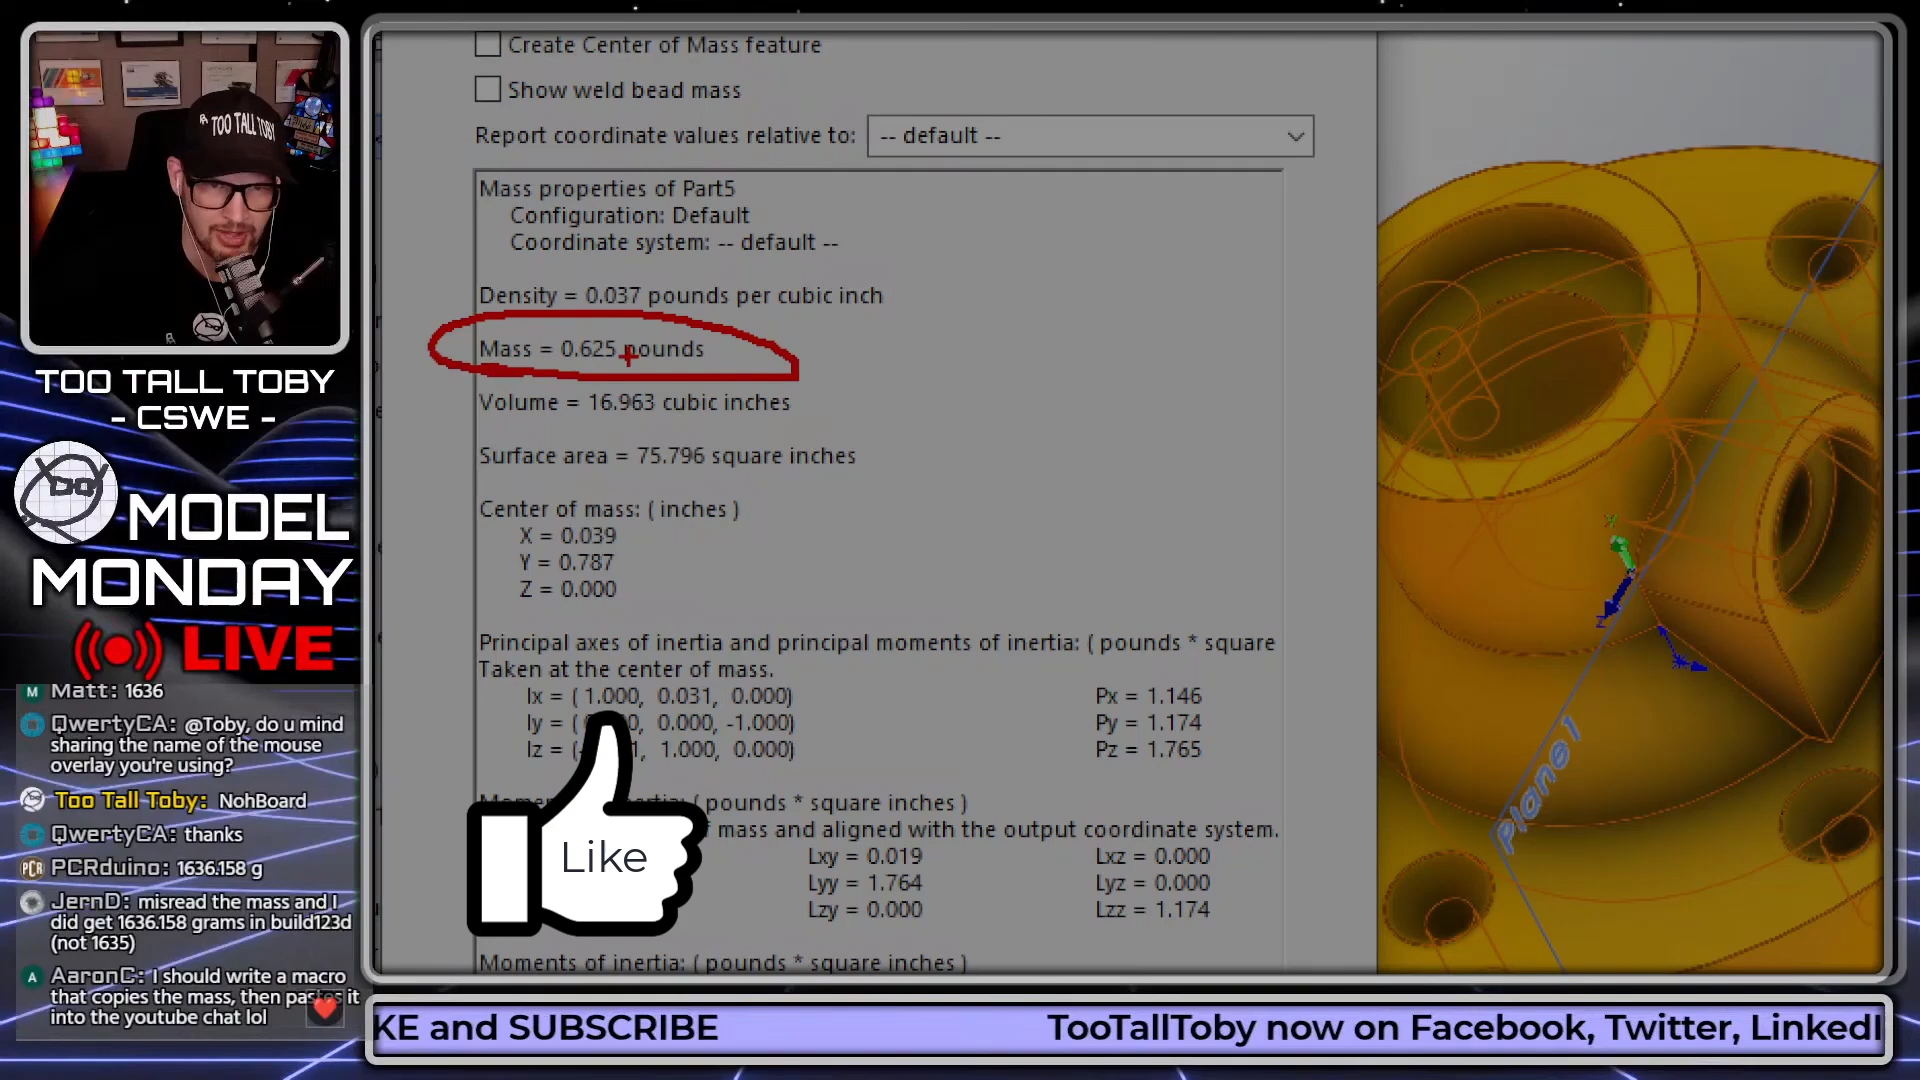 TOO TALL TOBY
TOO TALL TOBY
- CSWE -
MODEL
MONDAY
LIVE
Matt: 1636
QwertyCA: @Toby, do u mind
sharing the name of the mouse
overlay you're using?
Too Tall Toby: NohBoard
QwertyCA: thanks
PCRduino: 1636.158 g
JernD: misread the mass and I
did get 1636.158 grams in build123d
(not 1635)
AaronC: I should write a macro
that copies the mass, then pastes it
into the youtube chat lol
Create Center of Mass feature
Show weld bead mass
Report coordinate values relative to: -- default --
Mass properties of Part5
Configuration: Default
Coordinate system: -- default --
Density = 0.037 pounds per cubic inch
Mass = 0.625 pounds
Volume = 16.963 cubic inches
Surface area = 75.796 square inches
Center of mass: ( inches )
X = 0.039
Y = 0.787
Z = 0.000
Principal axes of inertia and principal moments of inertia: ( pounds * square
Taken at the center of mass.
Ix = ( 1.000, 0.031, 0.000) Px = 1.146
Iy = ( 0.000, -1.000) Py = 1.174
Iz = ( 1.000, 0.000) Pz = 1.765
( pounds * square inches )
mass and aligned with the output coordinate system.
Lxy = 0.019 Lxz = 0.000
Lyy = 1.764 Lyz = 0.000
Lzy = 0.000 Lzz = 1.174
Moments of inertia: ( pounds * square inches )
Like
Y
Z
Plane1
KE and SUBSCRIBE TooTallToby now on Facebook, Twitter, LinkedI